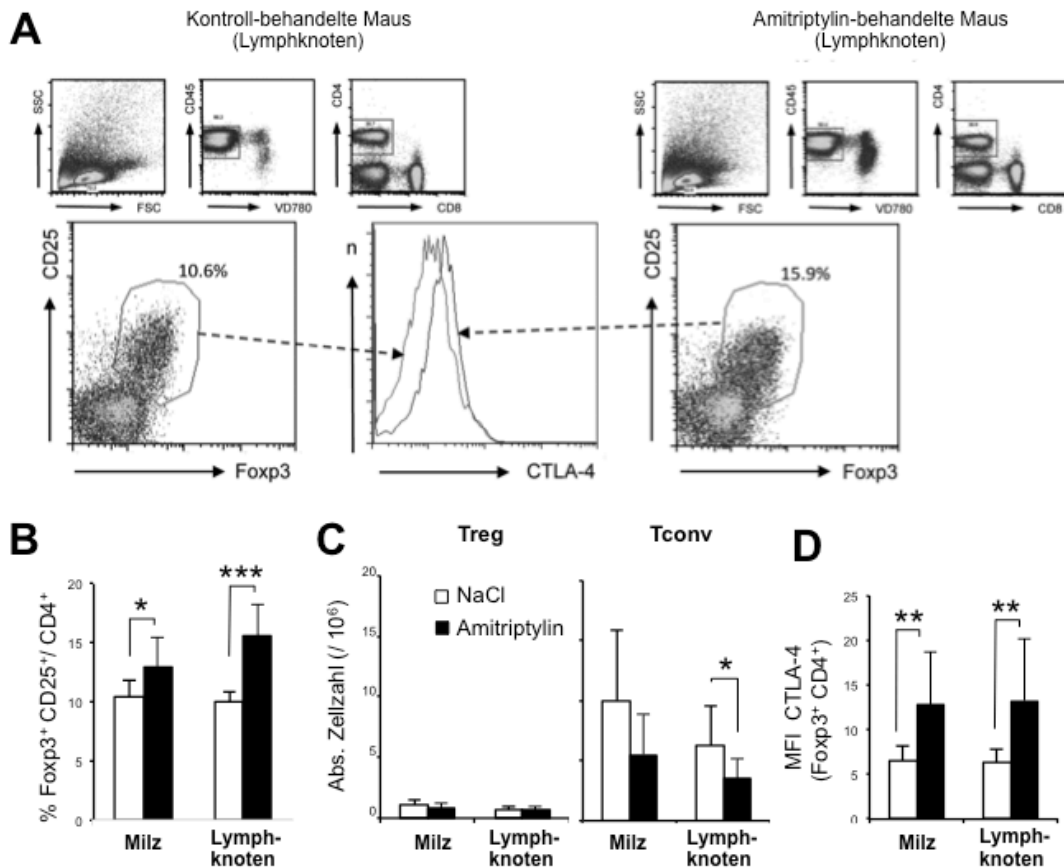 A
Kontroll-behandelte Maus
(Lymphknoten)
Amitriptylin-behandelte Maus
(Lymphknoten)
SSC
FSC
CD45
VD780
CD4
CD8
SSC
FSC
CD45
VD780
CD4
CD8
CD25
10.6%
Foxp3
n
CTLA-4
CD25
15.9%
Foxp3
B
% Foxp3⁺ CD25⁺/ CD4⁺
20
15
10
5
0
*
***
Milz
Lymph-
knoten
C
Treg
Tconv
Abs. Zellzahl (/ 10⁶)
20
15
10
5
0
NaCl
Amitriptylin
*
Milz
Lymph-
knoten
Milz
Lymph-
knoten
D
MFI CTLA-4
(Foxp3⁺ CD4⁺)
25
20
15
10
5
0
**
**
Milz
Lymph-
knoten